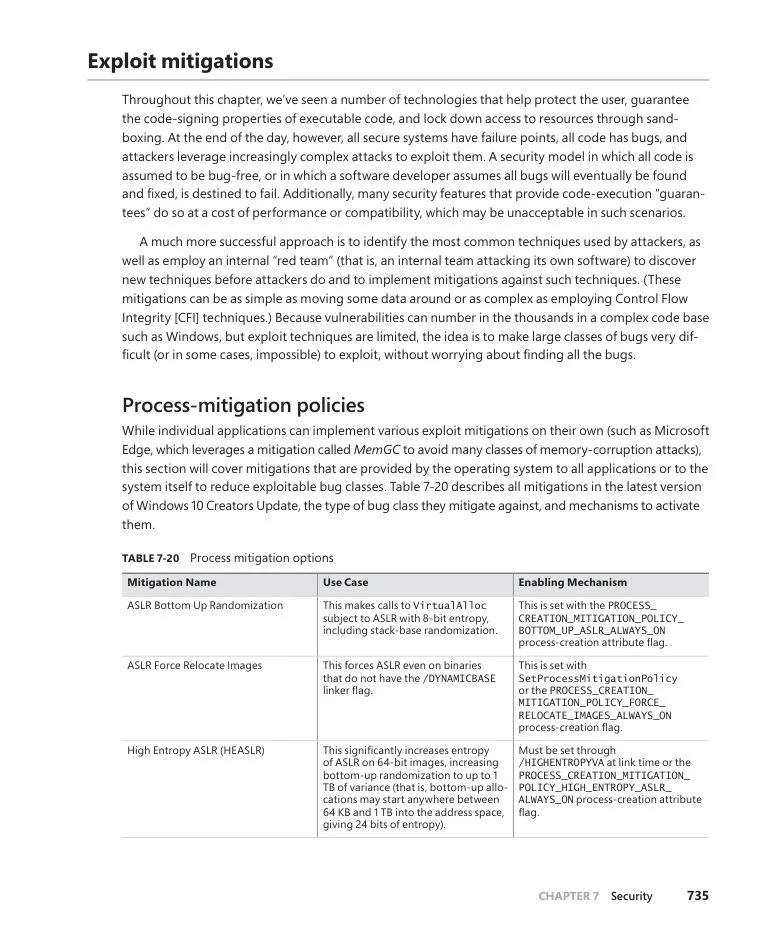 Exploit mitigations
Throughout this chapter, we’ve seen a number of technologies that help protect the user, guarantee
the code-signing properties of executable code, and lock down access to resources through sand-
boxing. At the end of the day, however, all secure systems have failure points, all code has bugs, and
attackers leverage increasingly complex attacks to exploit them. A security model in which all code is
assumed to be bug-free, or in which a software developer assumes all bugs will eventually be found
and fixed, is destined to fail. Additionally, many security features that provide code-execution “guaran-
tees” do so at a cost of performance or compatibility, which may be unacceptable in such scenarios.
A much more successful approach is to identify the most common techniques used by attackers, as
well as employ an internal “red team” (that is, an internal team attacking its own software) to discover
new techniques before attackers do and to implement mitigations against such techniques. (These
mitigations can be as simple as moving some data around or as complex as employing Control Flow
Integrity [CFI] techniques.) Because vulnerabilities can number in the thousands in a complex code base
such as Windows, but exploit techniques are limited, the idea is to make large classes of bugs very dif-
ficult (or in some cases, impossible) to exploit, without worrying about finding all the bugs.
Process-mitigation policies
While individual applications can implement various exploit mitigations on their own (such as Microsoft
Edge, which leverages a mitigation called MemGC to avoid many classes of memory-corruption attacks),
this section will cover mitigations that are provided by the operating system to all applications or to the
system itself to reduce exploitable bug classes. Table 7-20 describes all mitigations in the latest version
of Windows 10 Creators Update, the type of bug class they mitigate against, and mechanisms to activate
them.
TABLE 7-20 Process mitigation options
Mitigation Name
Use Case
Enabling Mechanism
ASLR Bottom Up Randomization
This makes calls to VirtualAlloc
subject to ASLR with 8-bit entropy,
including stack-base randomization.
This is set with the PROCESS_
CREATION_MITIGATION_POLICY_
BOTTOM_UP_ASLR_ALWAYS_ON
process-creation attribute flag.
ASLR Force Relocate Images
This forces ASLR even on binaries
that do not have the /DYNAMICBASE
linker flag.
This is set with
SetProcessMitigationPolicy
or the PROCESS_CREATION_
MITIGATION_POLICY_FORCE_
RELOCATE_IMAGES_ALWAYS_ON
process-creation flag.
High Entropy ASLR (HEASLR)
This significantly increases entropy
of ASLR on 64-bit images, increasing
bottom-up randomization to up to 1
TB of variance (that is, bottom-up allo-
cations may start anywhere between
64 KB and 1 TB into the address space,
giving 24 bits of entropy).
Must be set through
/HIGHENTROPYVA at link time or the
PROCESS_CREATION_MITIGATION_
POLICY_HIGH_ENTROPY_ASLR_
ALWAYS_ON process-creation attribute
flag.
CHAPTER 7 Security 735